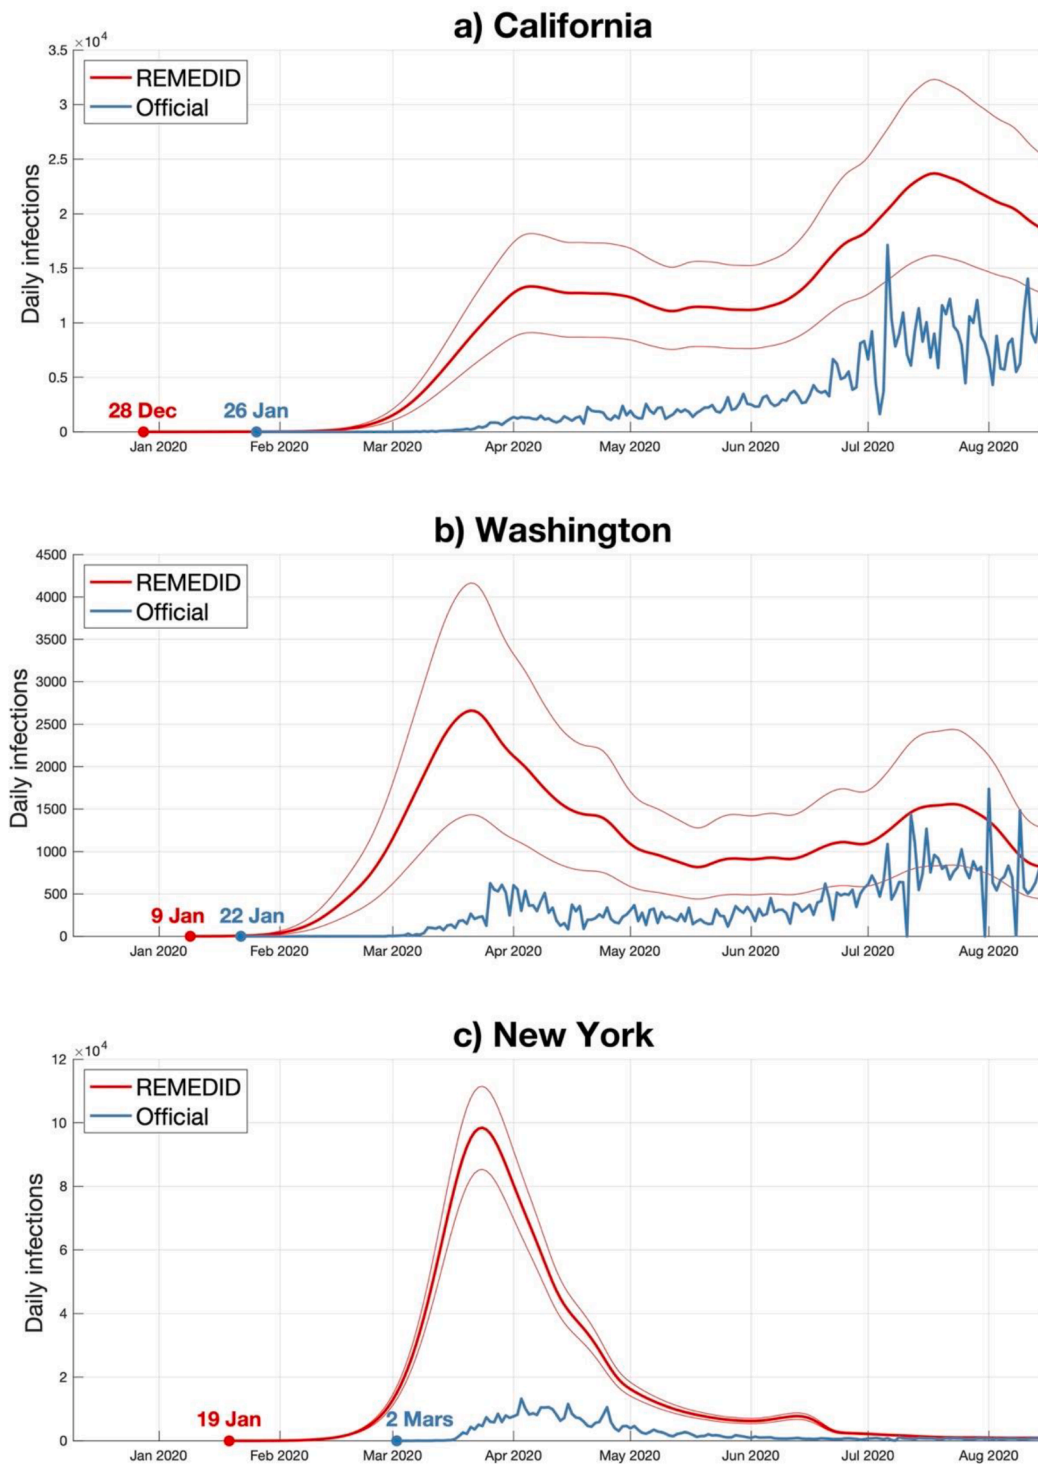 a) California
×10⁴
3.5
3
2.5
2
1.5
1
0.5
0
Daily infections
REMEDID
Official
28 Dec
26 Jan
Jan 2020 Feb 2020 Mar 2020 Apr 2020 May 2020 Jun 2020 Jul 2020 Aug 2020
b) Washington
4500
4000
3500
3000
2500
2000
1500
1000
500
0
Daily infections
REMEDID
Official
9 Jan
22 Jan
Jan 2020 Feb 2020 Mar 2020 Apr 2020 May 2020 Jun 2020 Jul 2020 Aug 2020
c) New York
×10⁴
12
10
8
6
4
2
0
Daily infections
REMEDID
Official
19 Jan
2 Mars
Jan 2020 Feb 2020 Mar 2020 Apr 2020 May 2020 Jun 2020 Jul 2020 Aug 2020